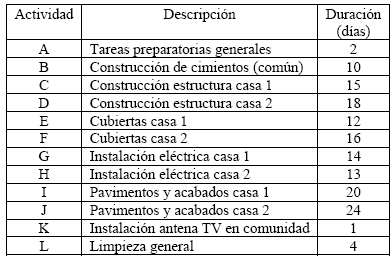 Actividad Descripción Duración
(días)
A Tareas preparatorias generales 2
B Construcción de cimientos (común) 10
C Construcción estructura casa 1 15
D Construcción estructura casa 2 18
E Cubiertas casa 1 12
F Cubiertas casa 2 16
G Instalación eléctrica casa 1 14
H Instalación eléctrica casa 2 13
I Pavimentos y acabados casa 1 20
J Pavimentos y acabados casa 2 24
K Instalación antena TV en comunidad 1
L Limpieza general 4